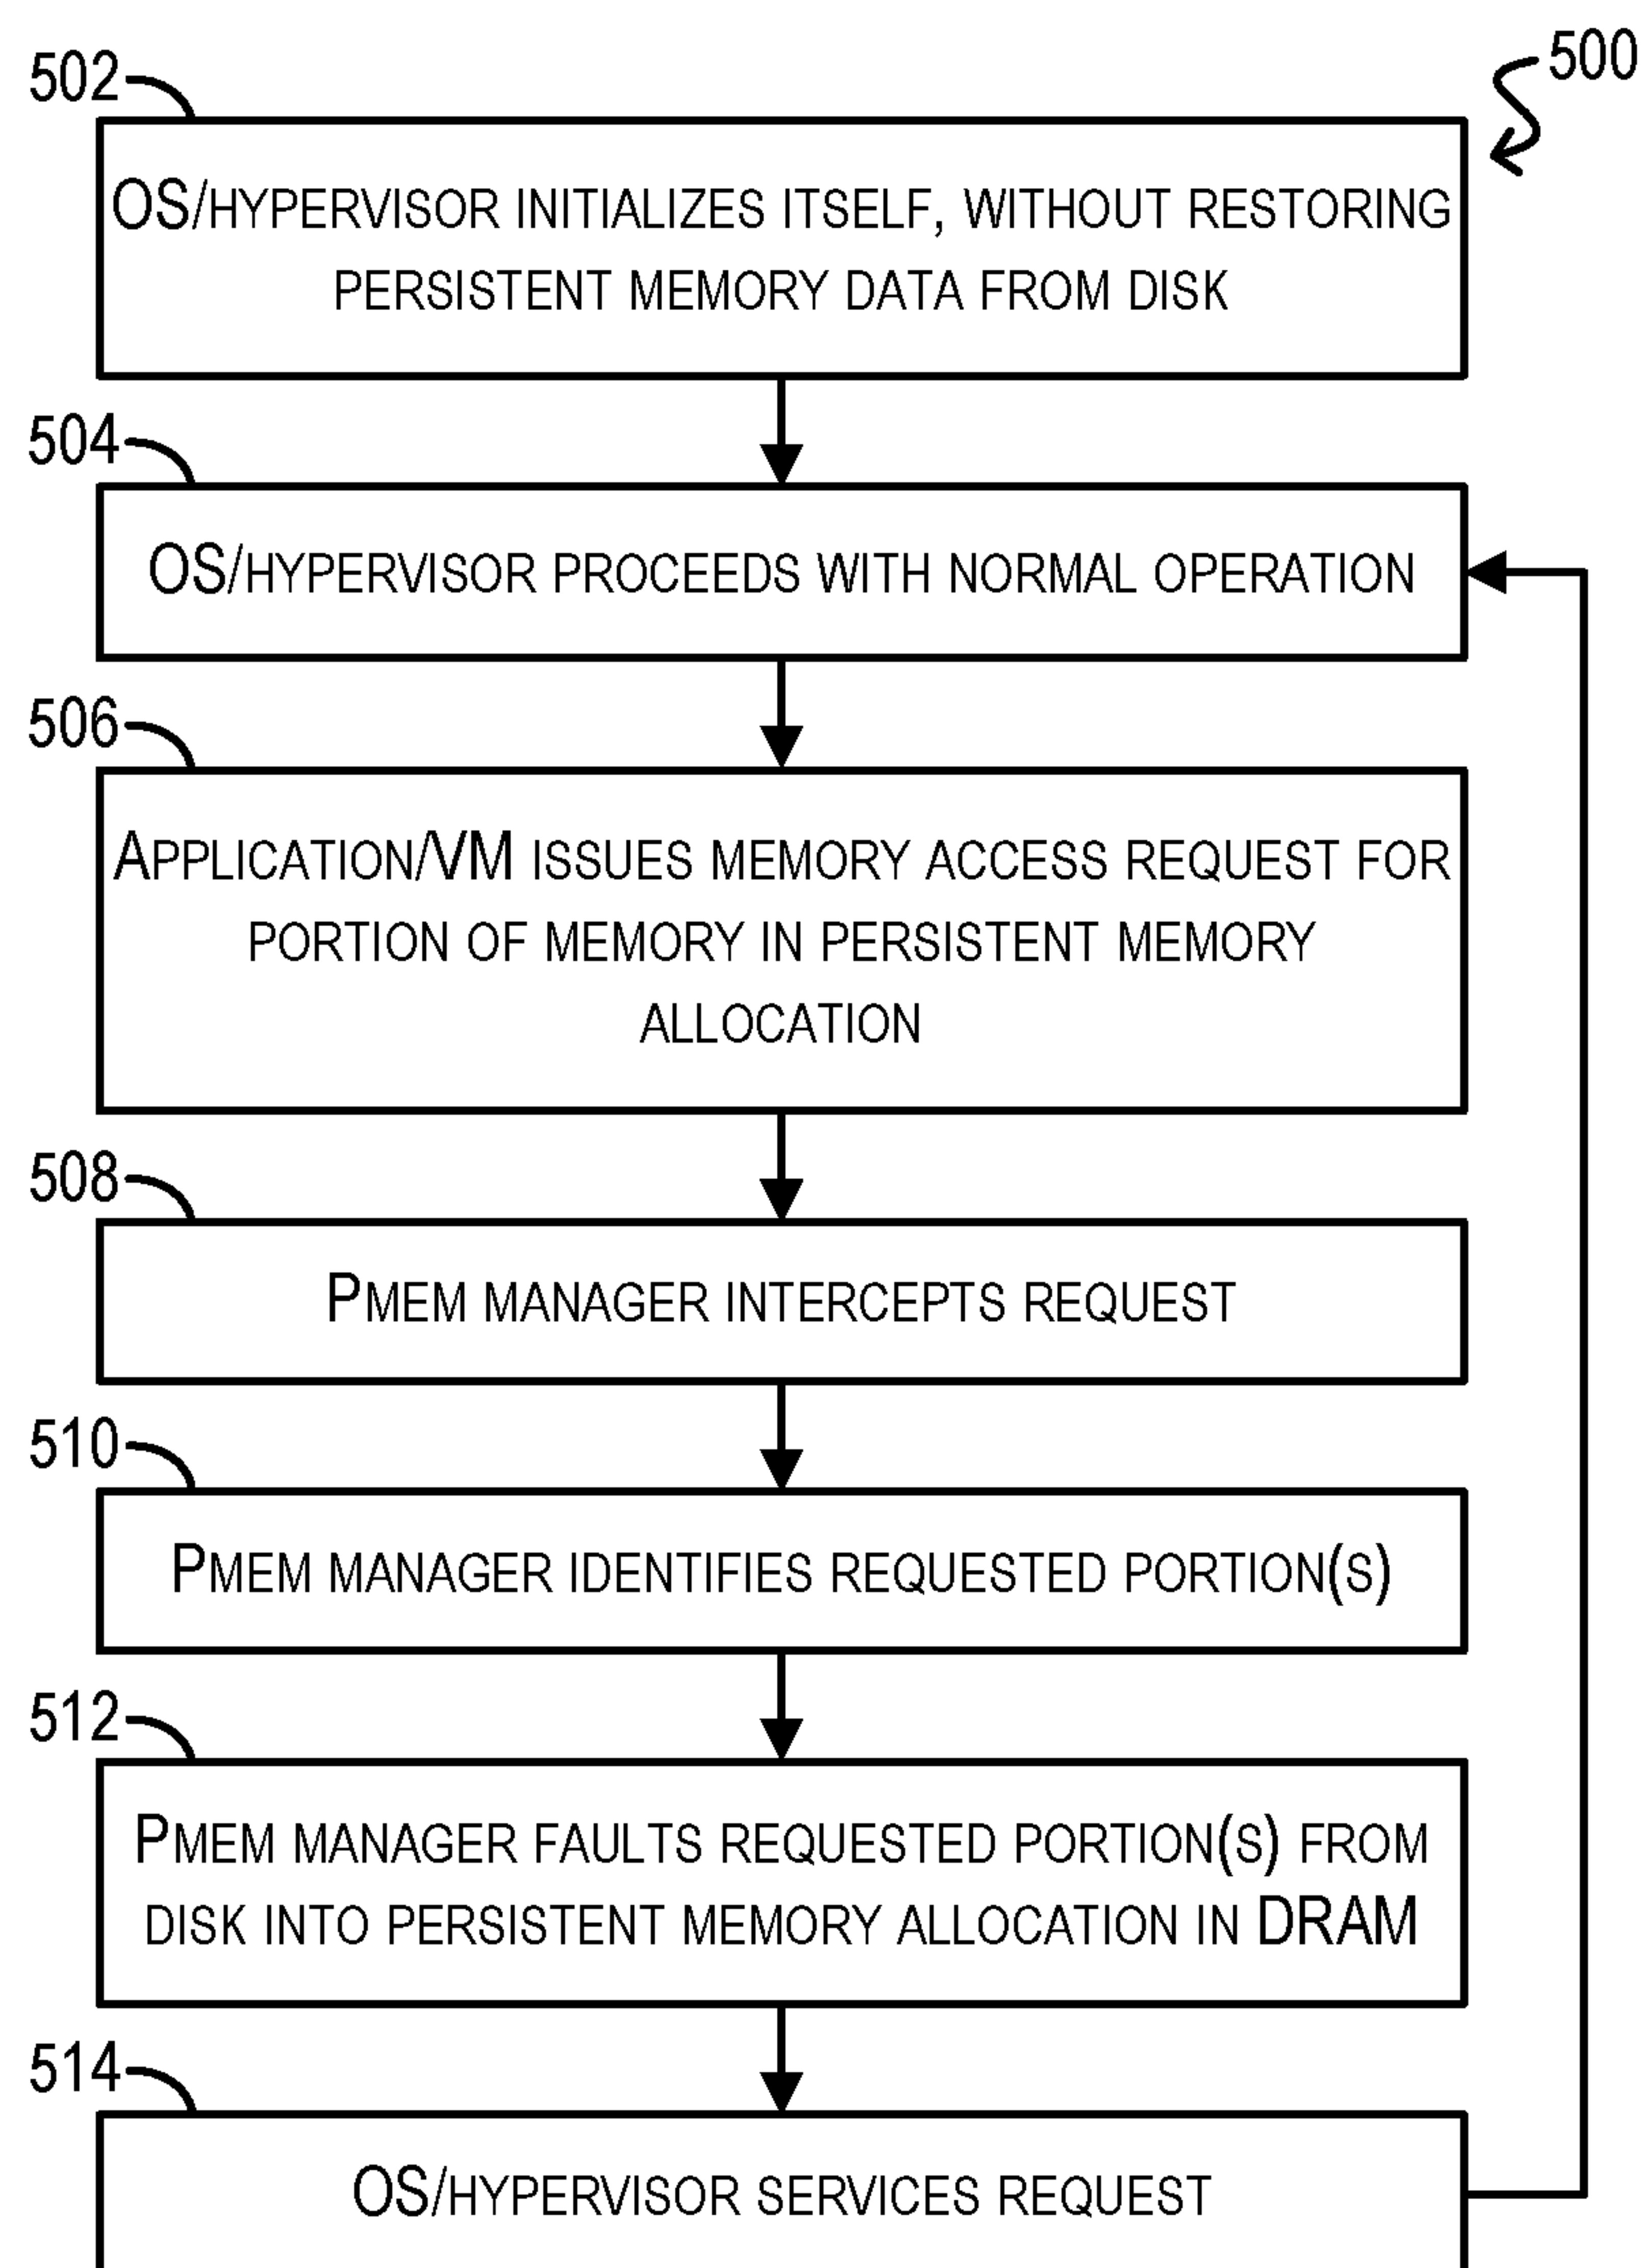 500
502
OS/HYPERVISOR INITIALIZES ITSELF, WITHOUT RESTORING
PERSISTENT MEMORY DATA FROM DISK
504
OS/HYPERVISOR PROCEEDS WITH NORMAL OPERATION
506
APPLICATION/VM ISSUES MEMORY ACCESS REQUEST FOR
PORTION OF MEMORY IN PERSISTENT MEMORY
ALLOCATION
508
PMEM MANAGER INTERCEPTS REQUEST
510
PMEM MANAGER IDENTIFIES REQUESTED PORTION(S)
512
PMEM MANAGER FAULTS REQUESTED PORTION(S) FROM
DISK INTO PERSISTENT MEMORY ALLOCATION IN DRAM
514
OS/HYPERVISOR SERVICES REQUEST